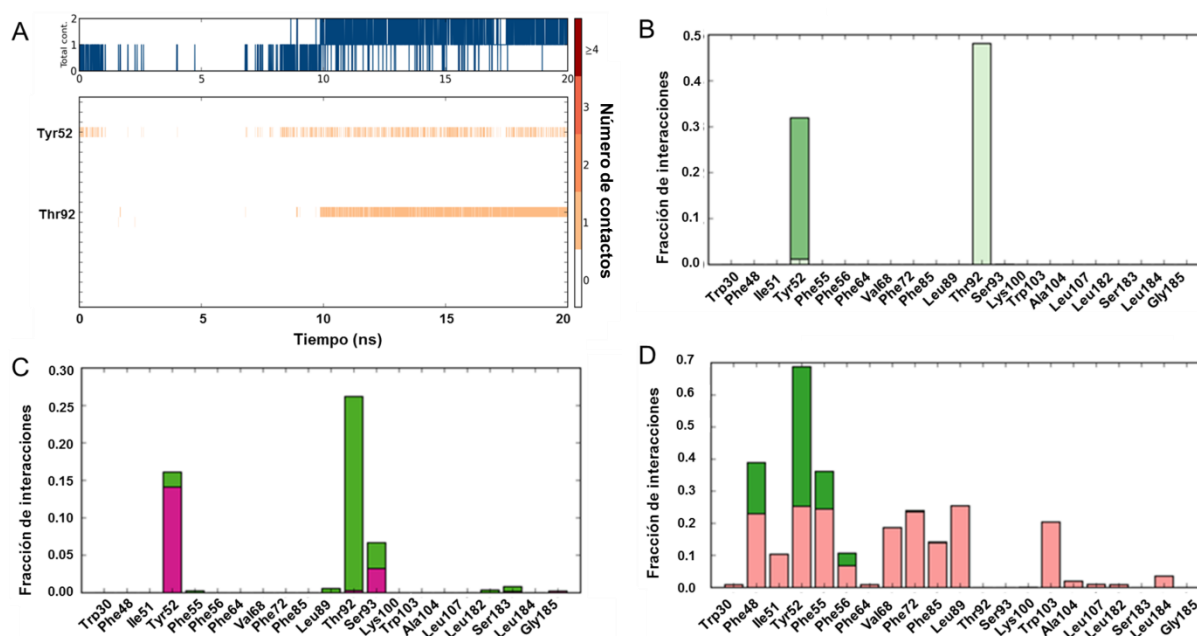 A
Total cont.
2
1
0
0 5 10 15 20
Tyr52
Thr92
0 5 10 15 20
Tiempo (ns)
≥4
3
2
1
0
Número de contactos
B
Fracción de interacciones
0.5
0.4
0.3
0.2
0.1
0.0
Trp30 Phe48 Ile51 Tyr52 Phe55 Phe56 Phe64 Val68 Phe72 Phe85 Leu89 Thr92 Ser93 Lys100 Trp103 Ala104 Leu107 Leu182 Ser183 Leu184 Gly185
C
Fracción de interacciones
0.25
0.20
0.15
0.10
0.05
0.00
Trp30 Phe48 Ile51 Tyr52 Phe55 Phe56 Phe64 Val68 Phe72 Phe85 Leu89 Thr92 Ser93 Lys100 Trp103 Ala104 Leu107 Leu182 Ser183 Leu184 Gly185
D
Fracción de interacciones
0.7
0.6
0.5
0.4
0.3
0.2
0.1
0.0
Trp30 Phe48 Ile51 Tyr52 Phe55 Phe56 Phe64 Val68 Phe72 Phe85 Leu89 Thr92 Ser93 Lys100 Trp103 Ala104 Leu107 Leu182 Ser183 Leu184 Gly185